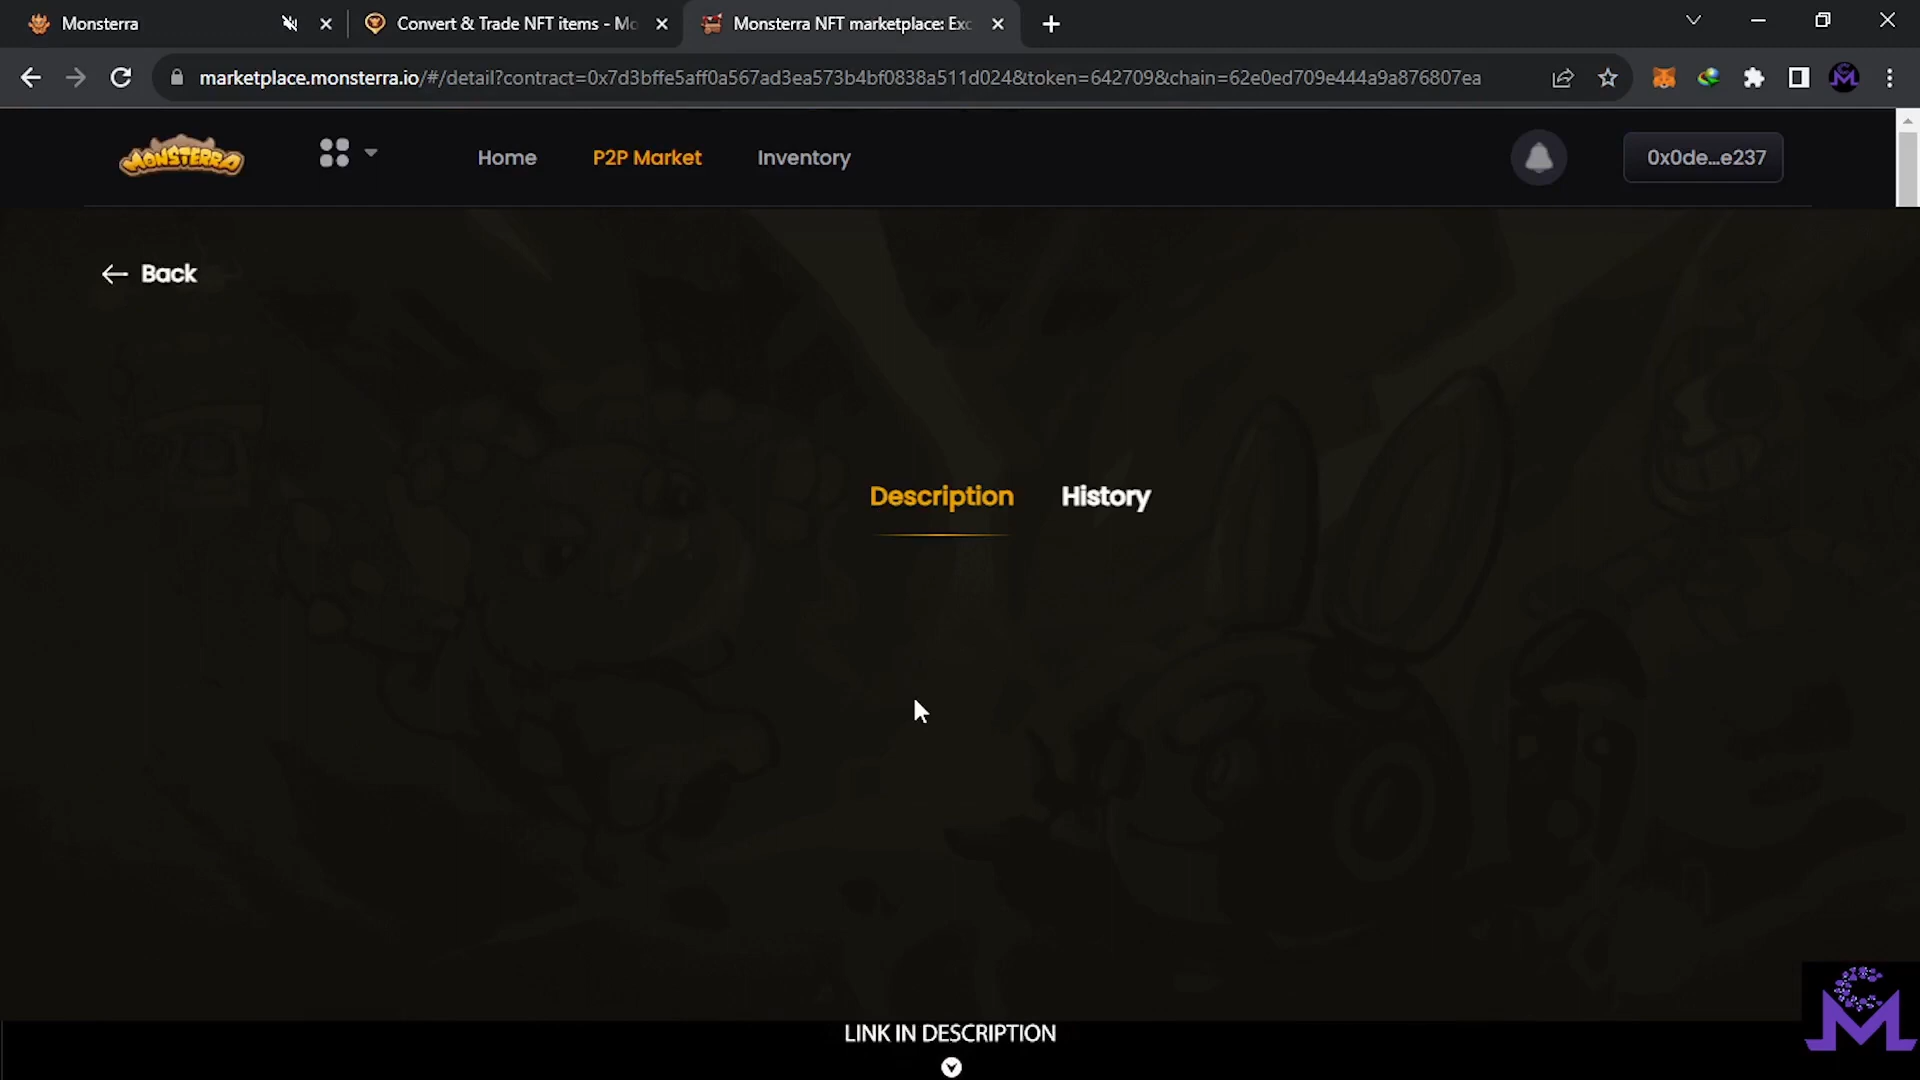 Monsterra
Convert & Trade NFT items - Mo
Monsterra NFT marketplace: Exc
marketplace.monsterra.io/#/detail?contract=0x7d3bffe5aff0a567ad3ea573b4bf0838a511d024&token=642709&chain=62e0ed709e444a9a876807ea
MONSTERRA
Home
P2P Market
Inventory
0x0de...e237
Back
Description
History
LINK IN DESCRIPTION